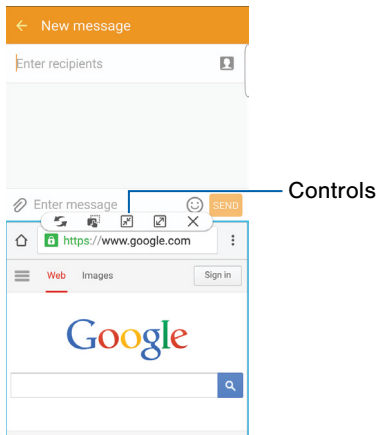 New message
Enter recipients
Enter message
SEND
Controls
https://www.google.com
Web Images Sign in
Google